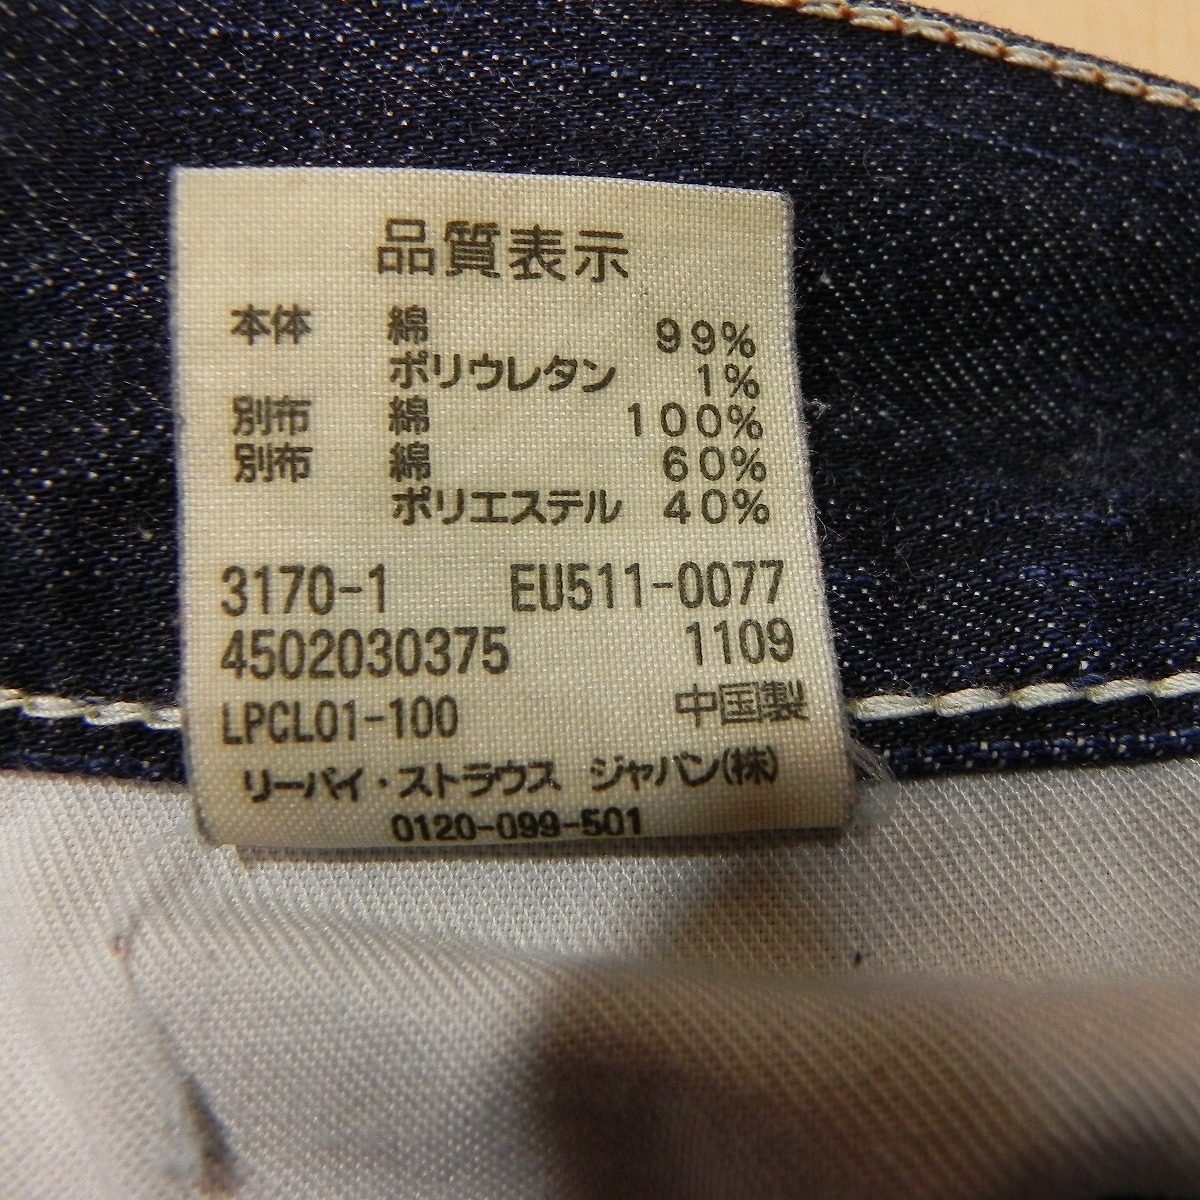 品質表示
本体 綿 99%
ポリウレタン 1%
別布 綿 100%
別布 綿 60%
ポリエステル 40%
3170-1 EU511-0077
4502030375 1109
LPCL01-100 中国製
リーバイ・ストラウス ジャパン(株)
0120-099-501